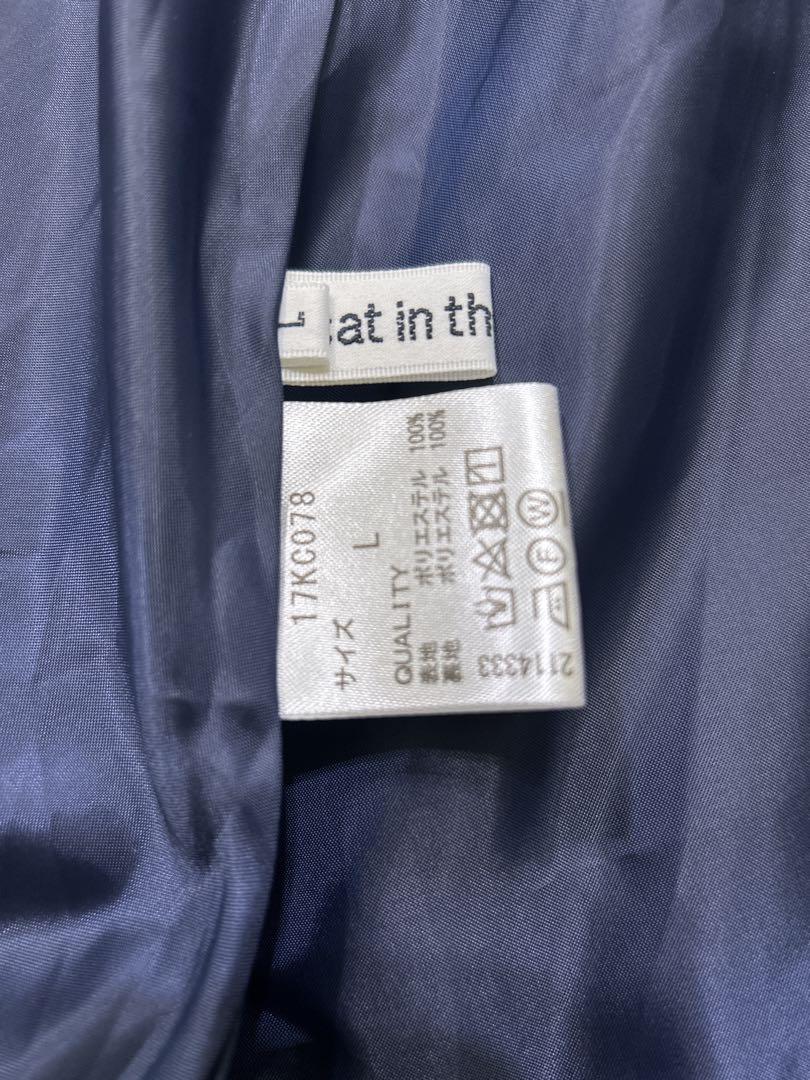 L
cat in th
17KC078
サイズ
L
QUALITY
表地 ポリエステル 100%
裏地 ポリエステル 100%
F W
2114333